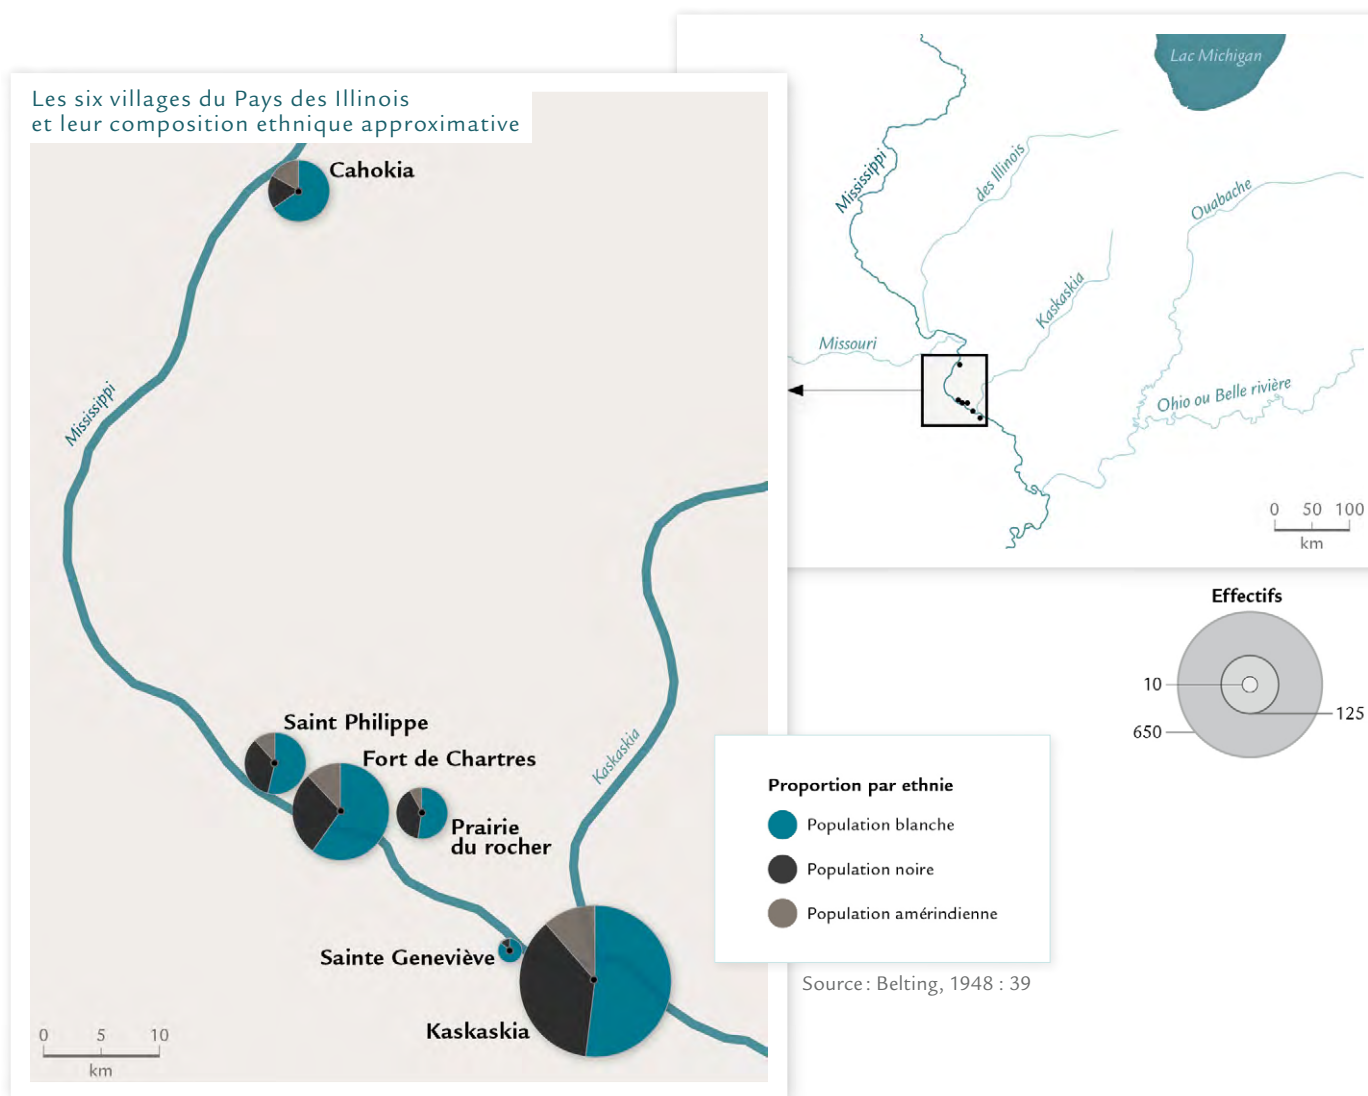 Les six villages du Pays des Illinois
et leur composition ethnique approximative
Cahokia
Mississippi
Saint Philippe
Fort de Chartres
Prairie
du rocher
Kaskaskia
Sainte Geneviève
Kaskaskia
0 5 10
km
Lac Michigan
Mississippi
des Illinois
Ouabache
Kaskaskia
Missouri
Ohio ou Belle rivière
0 50 100
km
Effectifs
10
125
650
Proportion par ethnie
Population blanche
Population noire
Population amérindienne
Source : Belting, 1948 : 39